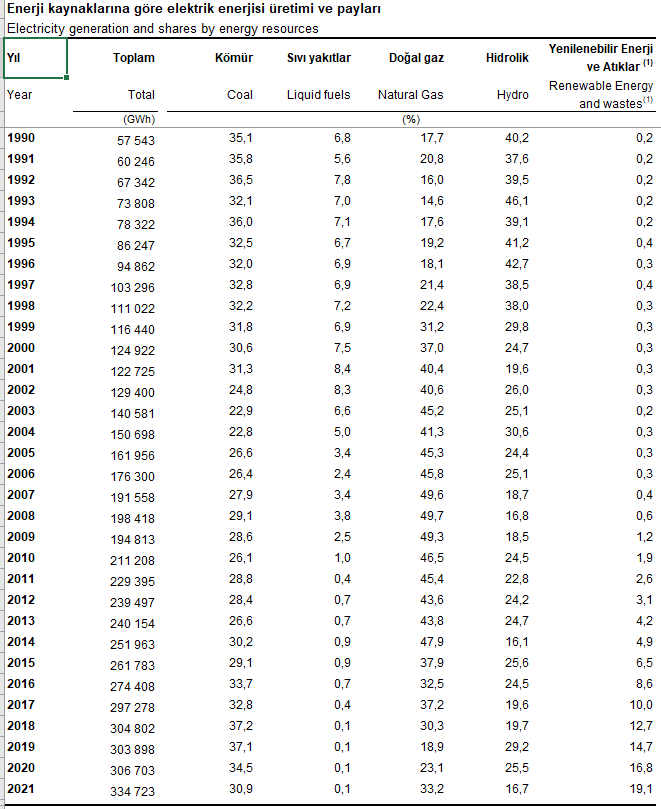 Enerji kaynaklarına göre elektrik enerjisi üretimi ve payları
Electricity generation and shares by energy resources
Yıl Toplam Kömür Sıvı yakıtlar Doğal gaz Hidrolik Yenilenebilir Enerji ve Atıklar (1)
Year Total Coal Liquid fuels Natural Gas Hydro Renewable Energy and wastes(1)
(GWh) (%)
1990 57 543 35,1 6,8 17,7 40,2 0,2
1991 60 246 35,8 5,6 20,8 37,6 0,2
1992 67 342 36,5 7,8 16,0 39,5 0,2
1993 73 808 32,1 7,0 14,6 46,1 0,2
1994 78 322 36,0 7,1 17,6 39,1 0,2
1995 86 247 32,5 6,7 19,2 41,2 0,4
1996 94 862 32,0 6,9 18,1 42,7 0,3
1997 103 296 32,8 6,9 21,4 38,5 0,4
1998 111 022 32,2 7,2 22,4 38,0 0,3
1999 116 440 31,8 6,9 31,2 29,8 0,3
2000 124 922 30,6 7,5 37,0 24,7 0,3
2001 122 725 31,3 8,4 40,4 19,6 0,3
2002 129 400 24,8 8,3 40,6 26,0 0,3
2003 140 581 22,9 6,6 45,2 25,1 0,2
2004 150 698 22,8 5,0 41,3 30,6 0,3
2005 161 956 26,6 3,4 45,3 24,4 0,3
2006 176 300 26,4 2,4 45,8 25,1 0,3
2007 191 558 27,9 3,4 49,6 18,7 0,4
2008 198 418 29,1 3,8 49,7 16,8 0,6
2009 194 813 28,6 2,5 49,3 18,5 1,2
2010 211 208 26,1 1,0 46,5 24,5 1,9
2011 229 395 28,8 0,4 45,4 22,8 2,6
2012 239 497 28,4 0,7 43,6 24,2 3,1
2013 240 154 26,6 0,7 43,8 24,7 4,2
2014 251 963 30,2 0,9 47,9 16,1 4,9
2015 261 783 29,1 0,9 37,9 25,6 6,5
2016 274 408 33,7 0,7 32,5 24,5 8,6
2017 297 278 32,8 0,4 37,2 19,6 10,0
2018 304 802 37,2 0,1 30,3 19,7 12,7
2019 303 898 37,1 0,1 18,9 29,2 14,7
2020 306 703 34,5 0,1 23,1 25,5 16,8
2021 334 723 30,9 0,1 33,2 16,7 19,1